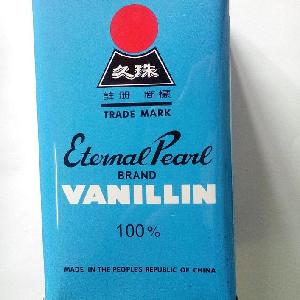 久珠
註册 商標
TRADE MARK
Eternal Pearl
BRAND
VANILLIN
100%
MADE IN THE PEOPLES REPUBLIC OF CHINA